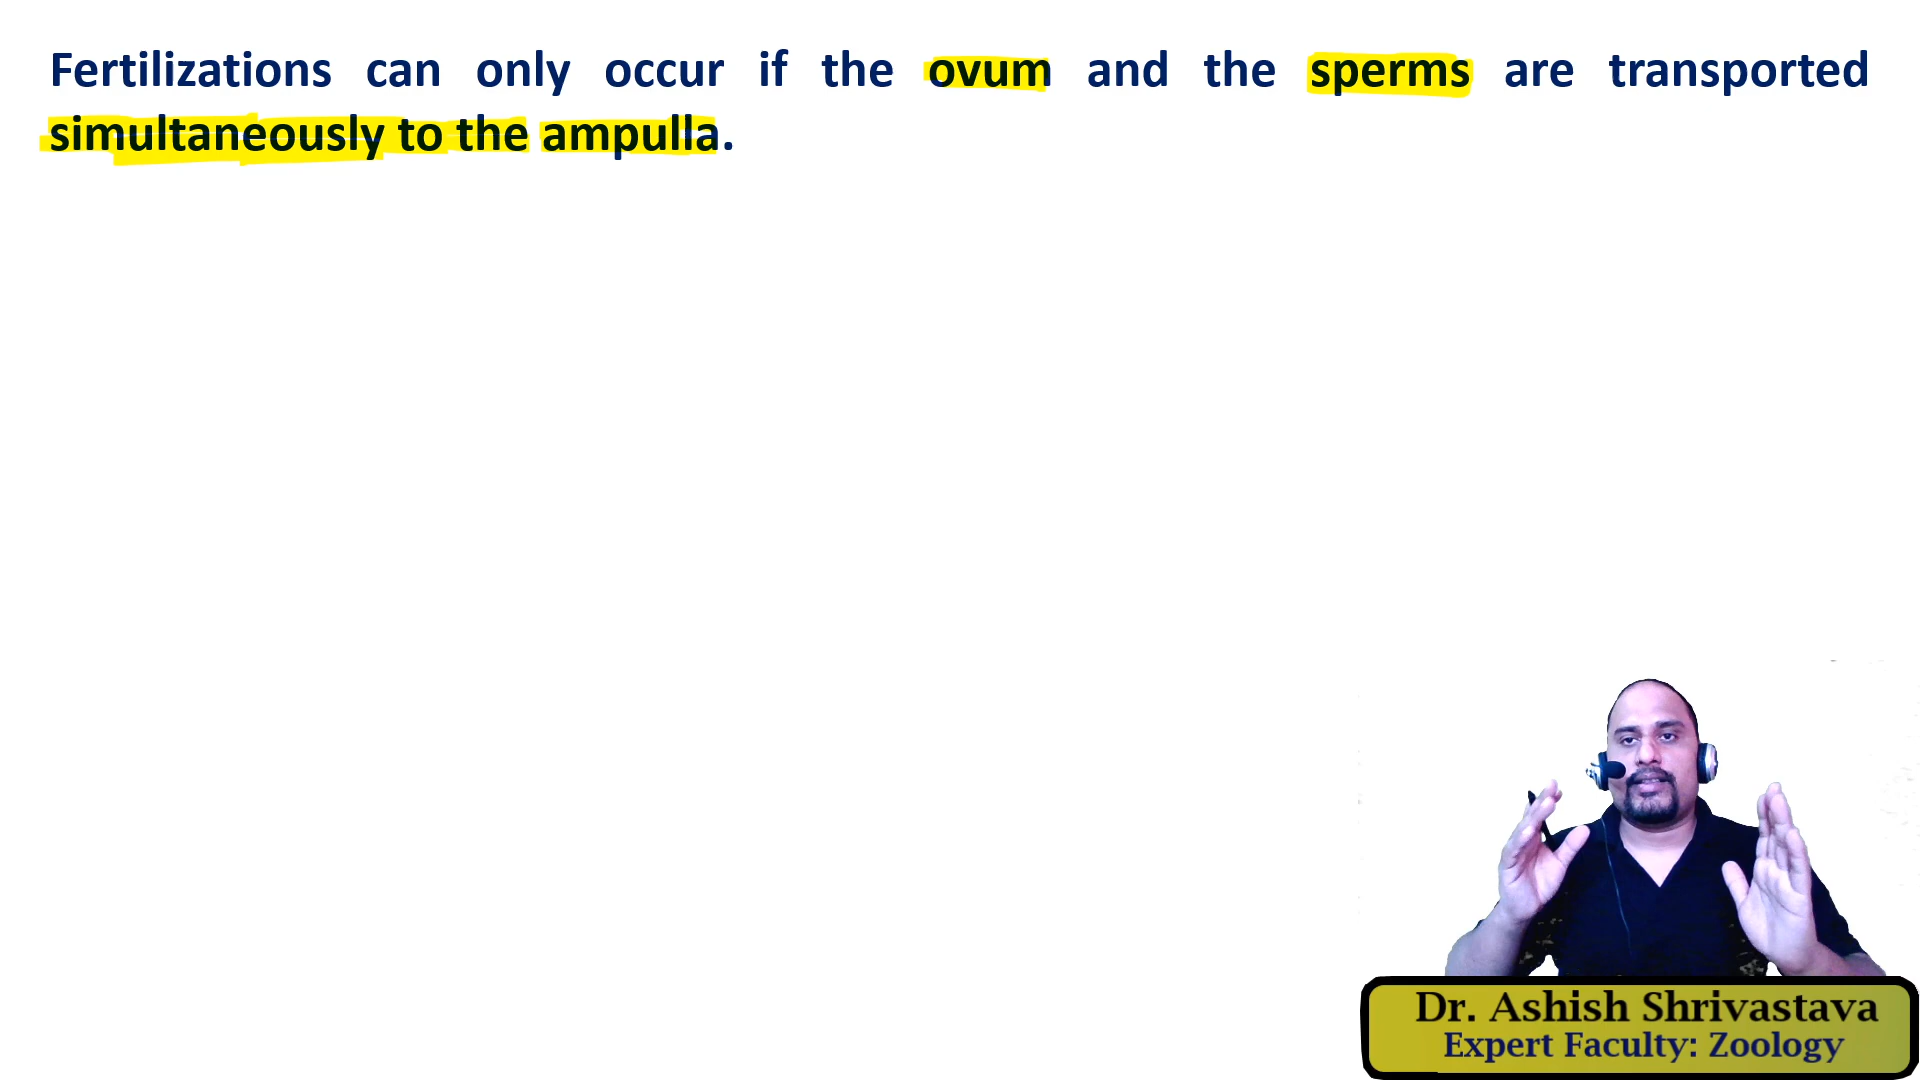 Fertilizations can only occur if the ovum and the sperms are transported
simultaneously to the ampulla.
Dr. Ashish Shrivastava
Expert Faculty: Zoology